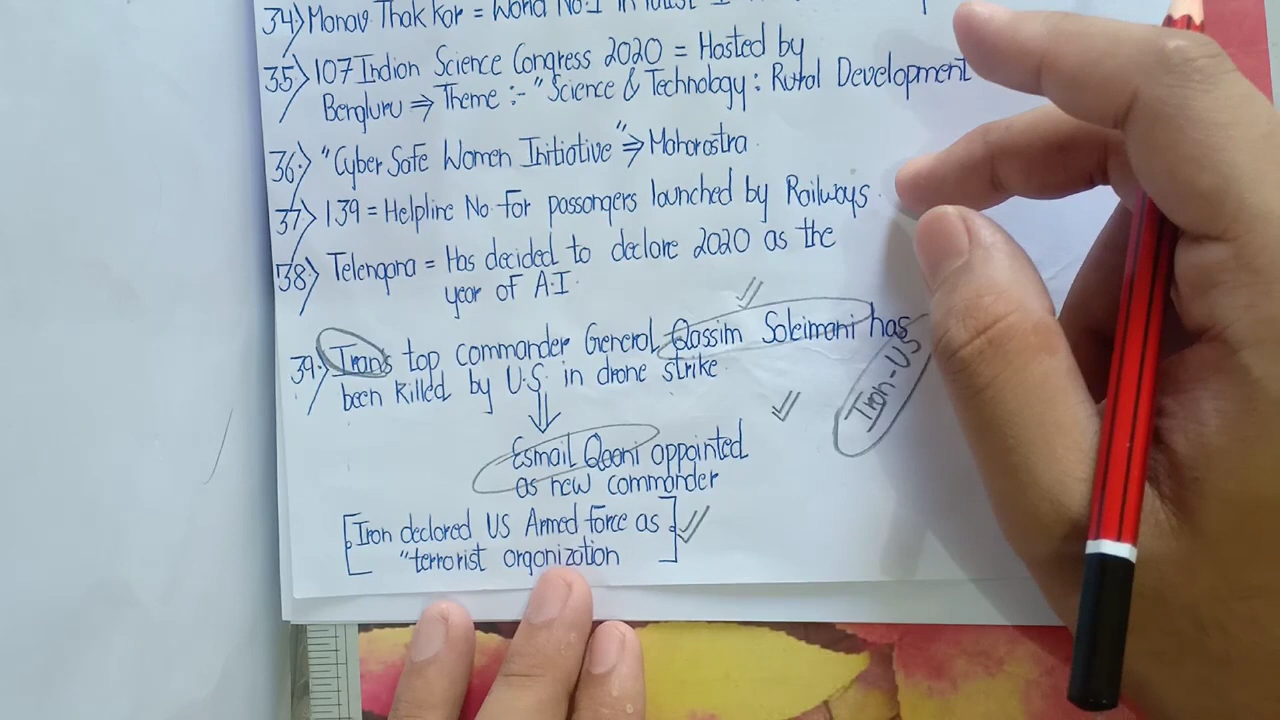 34) Manav Thakkar = World No.1 in
35) 107 Indian Science Congress 2020 = Hosted by
Bengluru ⇒ Theme :- "Science & Technology : Rural Development
36) "Cyber Safe Women Initiative" ⇒ Maharastra
37) 139 = Helpline No. for passangers launched by Railways.
38) Telengana = Has decided to declare 2020 as the
year of A.I.
39) Iran's top commander General Qassim Soleimani has
been killed by U.S. in drone strike.
Iran-US
Esmail Qaani appointed
as new commander
[Iran declared US Armed force as
"terrorist organization]